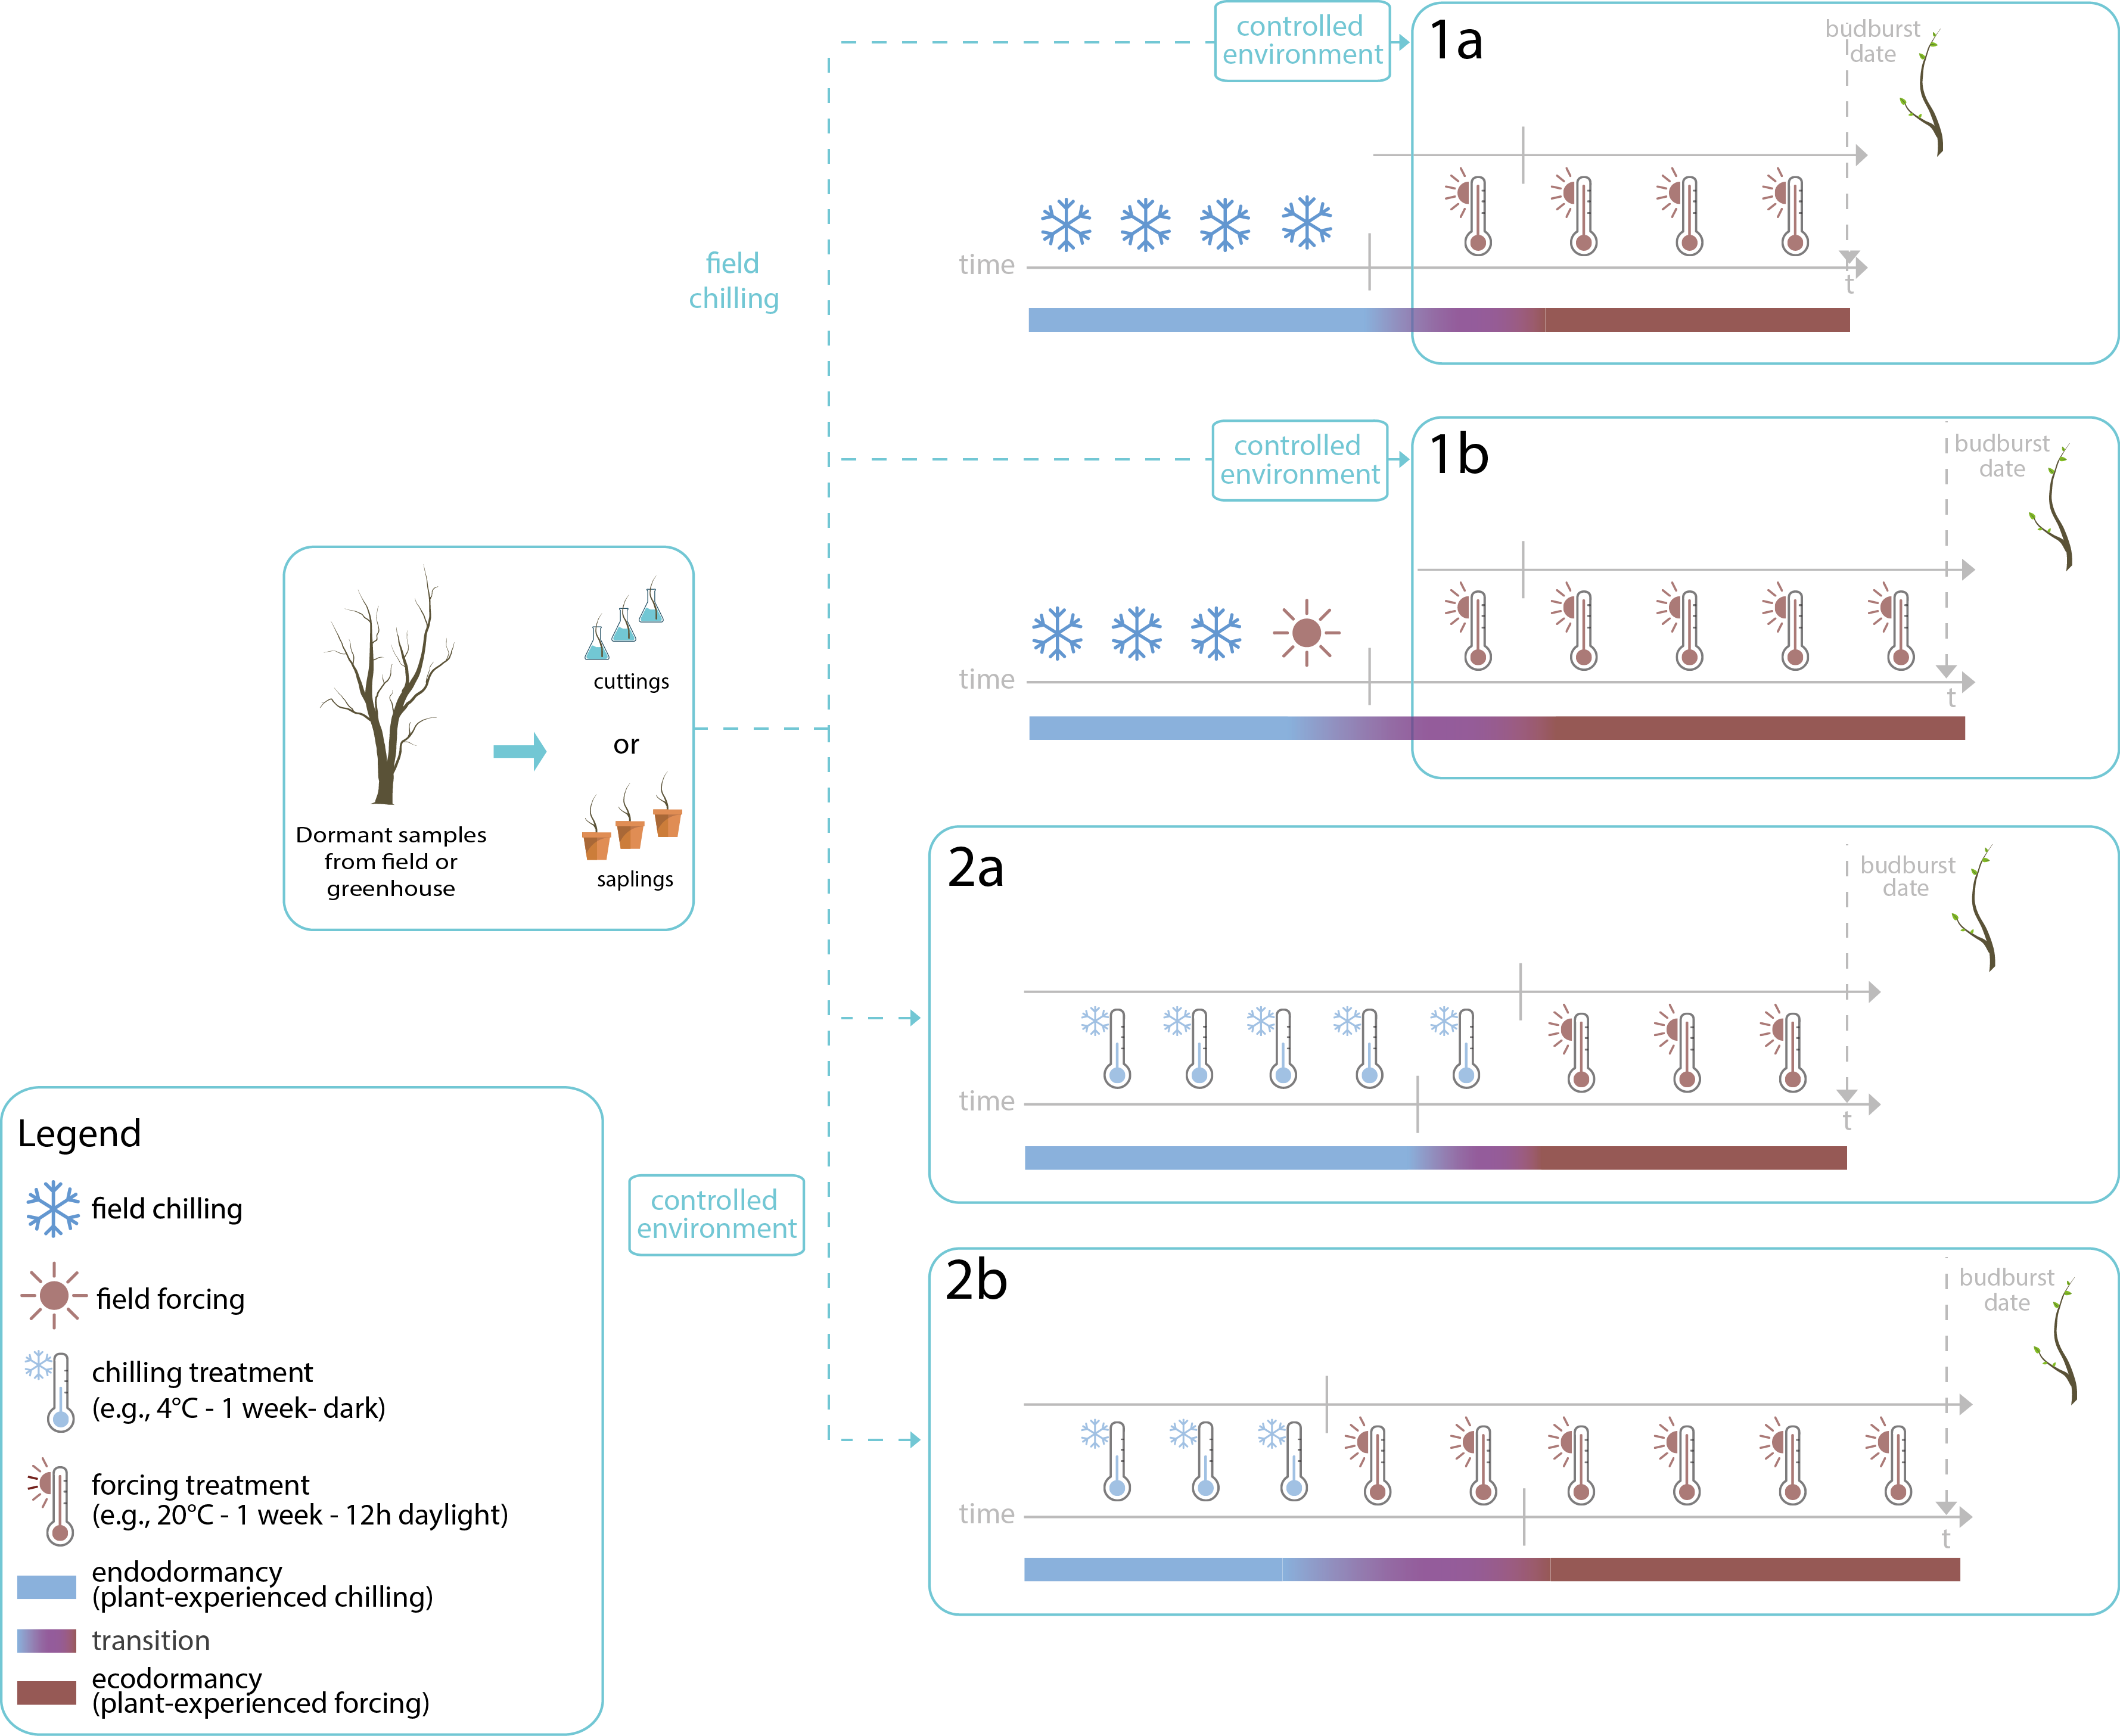 controlled
environment
1a
budburst
date
field
chilling
time
t
controlled
environment
1b
budburst
date
time
t
cuttings
or
saplings
Dormant samples
from field or
greenhouse
2a
budburst
date
time
t
controlled
environment
2b
budburst
date
time
t
Legend
field chilling
field forcing
chilling treatment
(e.g., 4°C - 1 week- dark)
forcing treatment
(e.g., 20°C - 1 week - 12h daylight)
endodormancy
(plant-experienced chilling)
transition
ecodormancy
(plant-experienced forcing)